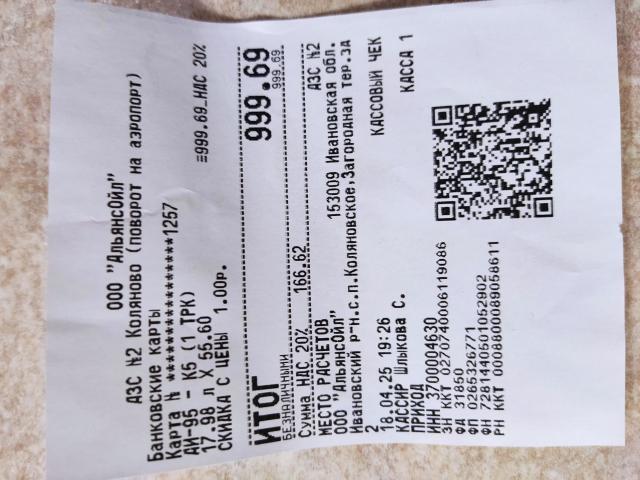 ООО "АльянсОйл"
АЗС №2 Коляново (поворот на аэропорт)
Банковские карты
Карта № ****************1257
АИ-95 - К5 (1 ТРК)
17.98 л X 55.60 =999.69_НДС 20%
СКИДКА С ЦЕНЫ 1.00р.
ИТОГ 999.69
БЕЗНАЛИЧНЫМИ 999.69
Сумма НДС 20% 166.62
МЕСТО РАСЧЕТОВ АЗС №2
ООО "АльянсОйл" 153009 Ивановская обл.
Ивановский р-н.с.п.Коляновское,Загородная тер.зд
2
18.04.25 19:26 КАССОВЫЙ ЧЕК
КАССИР Шлыкова С.
ПРИХОД КАССА 1
ИНН 3700004630
ЗН ККТ 0270740006119086
ФД 31850
ФП 0265326771
ФН 7281440501052902
РН ККТ 0008800089058611